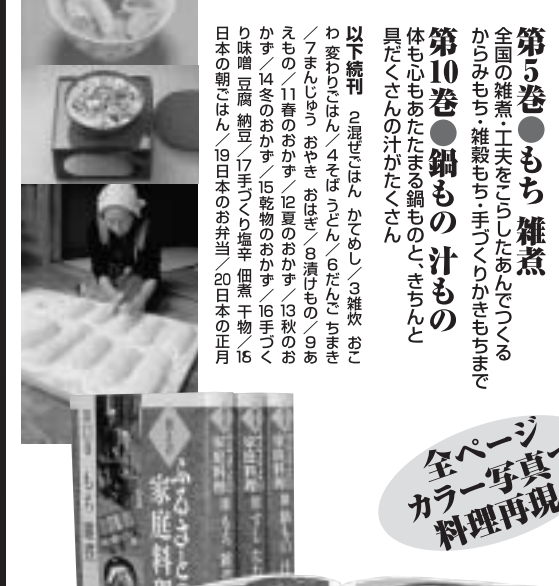 第5巻●もち 雑煮
全国の雑煮・工夫をこらしたあんでつくる
からみもち・雑穀もち・手づくりかきもちまで
第10巻●鍋もの 汁もの
体も心もあたたまる鍋ものと、きちんと
具だくさんの汁がたくさん
以下続刊 2混ぜごはん かてめし／3雑炊 おこ
わ 変わりごはん／4そば うどん／6だんご ちまき
／7まんじゅう おやき おはぎ／8漬けもの／9あ
えもの／11春のおかず／12夏のおかず／13秋のお
かず／14冬のおかず／15乾物のおかず／16手づく
り味噌 豆腐 納豆／17手づくり塩辛 佃煮 干物／18
日本の朝ごはん／19日本のお弁当／20日本の正月
全ページ
カラー写真
料理再現
ふるさと
家庭料理
もち 雑煮